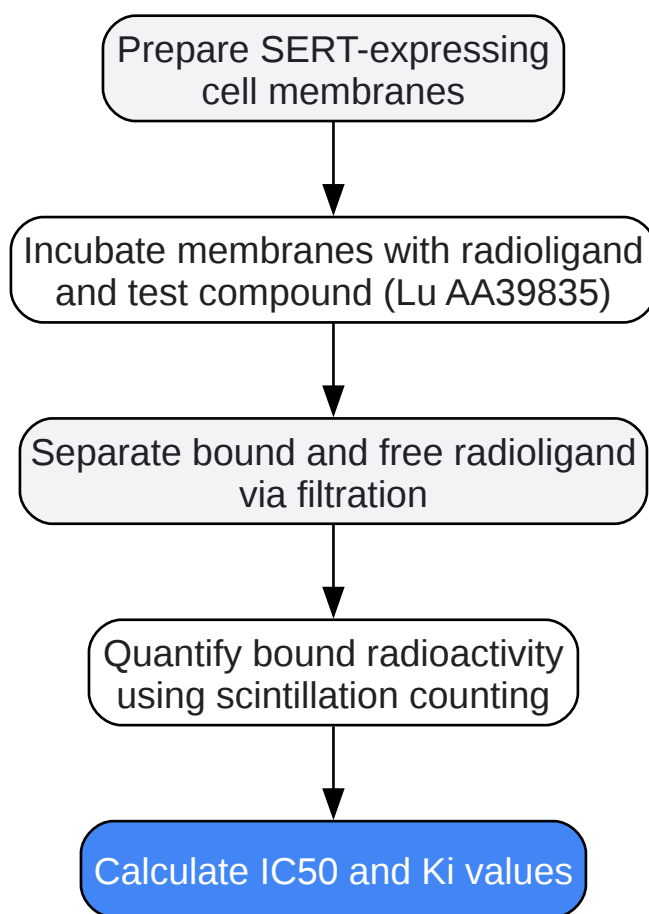 Prepare SERT-expressing
cell membranes
Incubate membranes with radioligand
and test compound (Lu AA39835)
Separate bound and free radioligand
via filtration
Quantify bound radioactivity
using scintillation counting
Calculate IC50 and Ki values